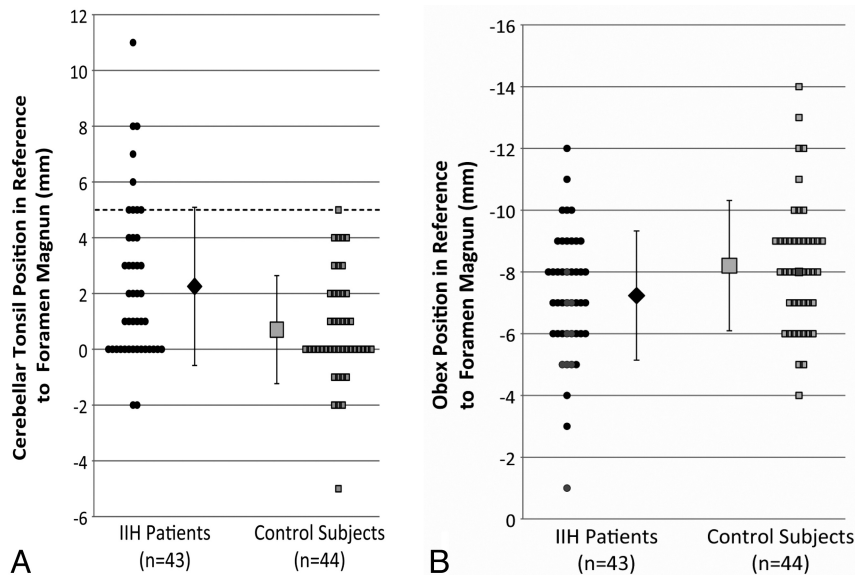 Cerebellar Tonsil Position in Reference
to Foramen Magnun (mm)
12
10
8
6
4
2
0
-2
-4
-6
IIH Patients
(n=43)
Control Subjects
(n=44)
A
Obex Position in Reference
to Foramen Magnun (mm)
-16
-14
-12
-10
-8
-6
-4
-2
0
IIH Patients
(n=43)
Control Subjects
(n=44)
B